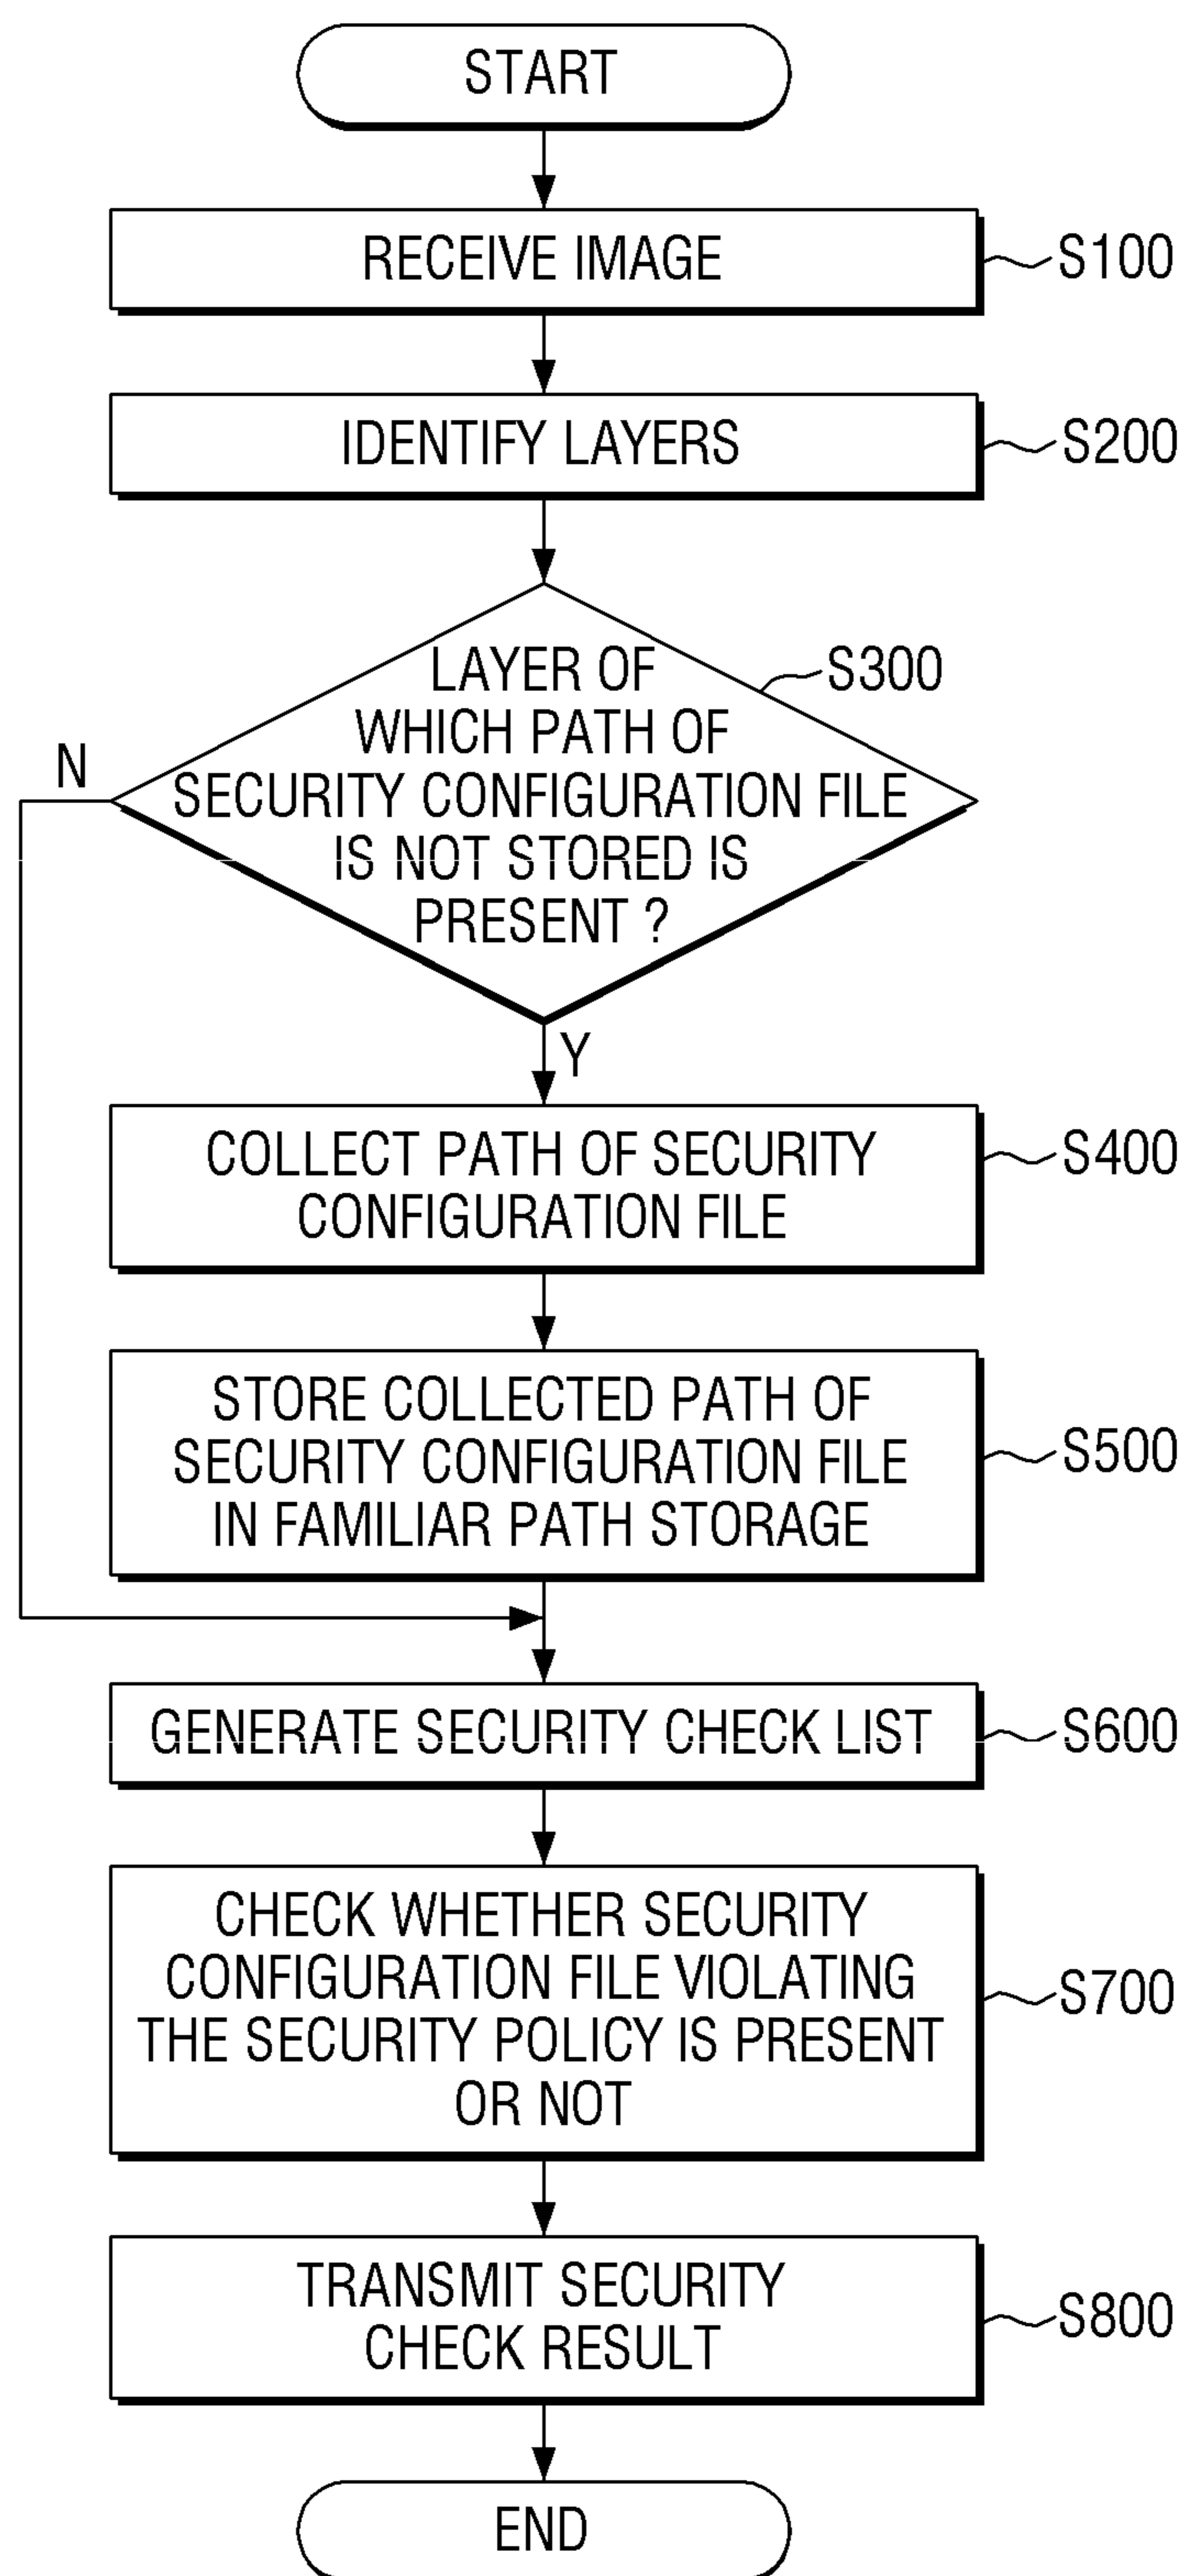 START
RECEIVE IMAGE
S100
IDENTIFY LAYERS
S200
LAYER OF
WHICH PATH OF
SECURITY CONFIGURATION FILE
IS NOT STORED IS
PRESENT ?
S300
N
Y
COLLECT PATH OF SECURITY
CONFIGURATION FILE
S400
STORE COLLECTED PATH OF
SECURITY CONFIGURATION FILE
IN FAMILIAR PATH STORAGE
S500
GENERATE SECURITY CHECK LIST
S600
CHECK WHETHER SECURITY
CONFIGURATION FILE VIOLATING
THE SECURITY POLICY IS PRESENT
OR NOT
S700
TRANSMIT SECURITY
CHECK RESULT
S800
END